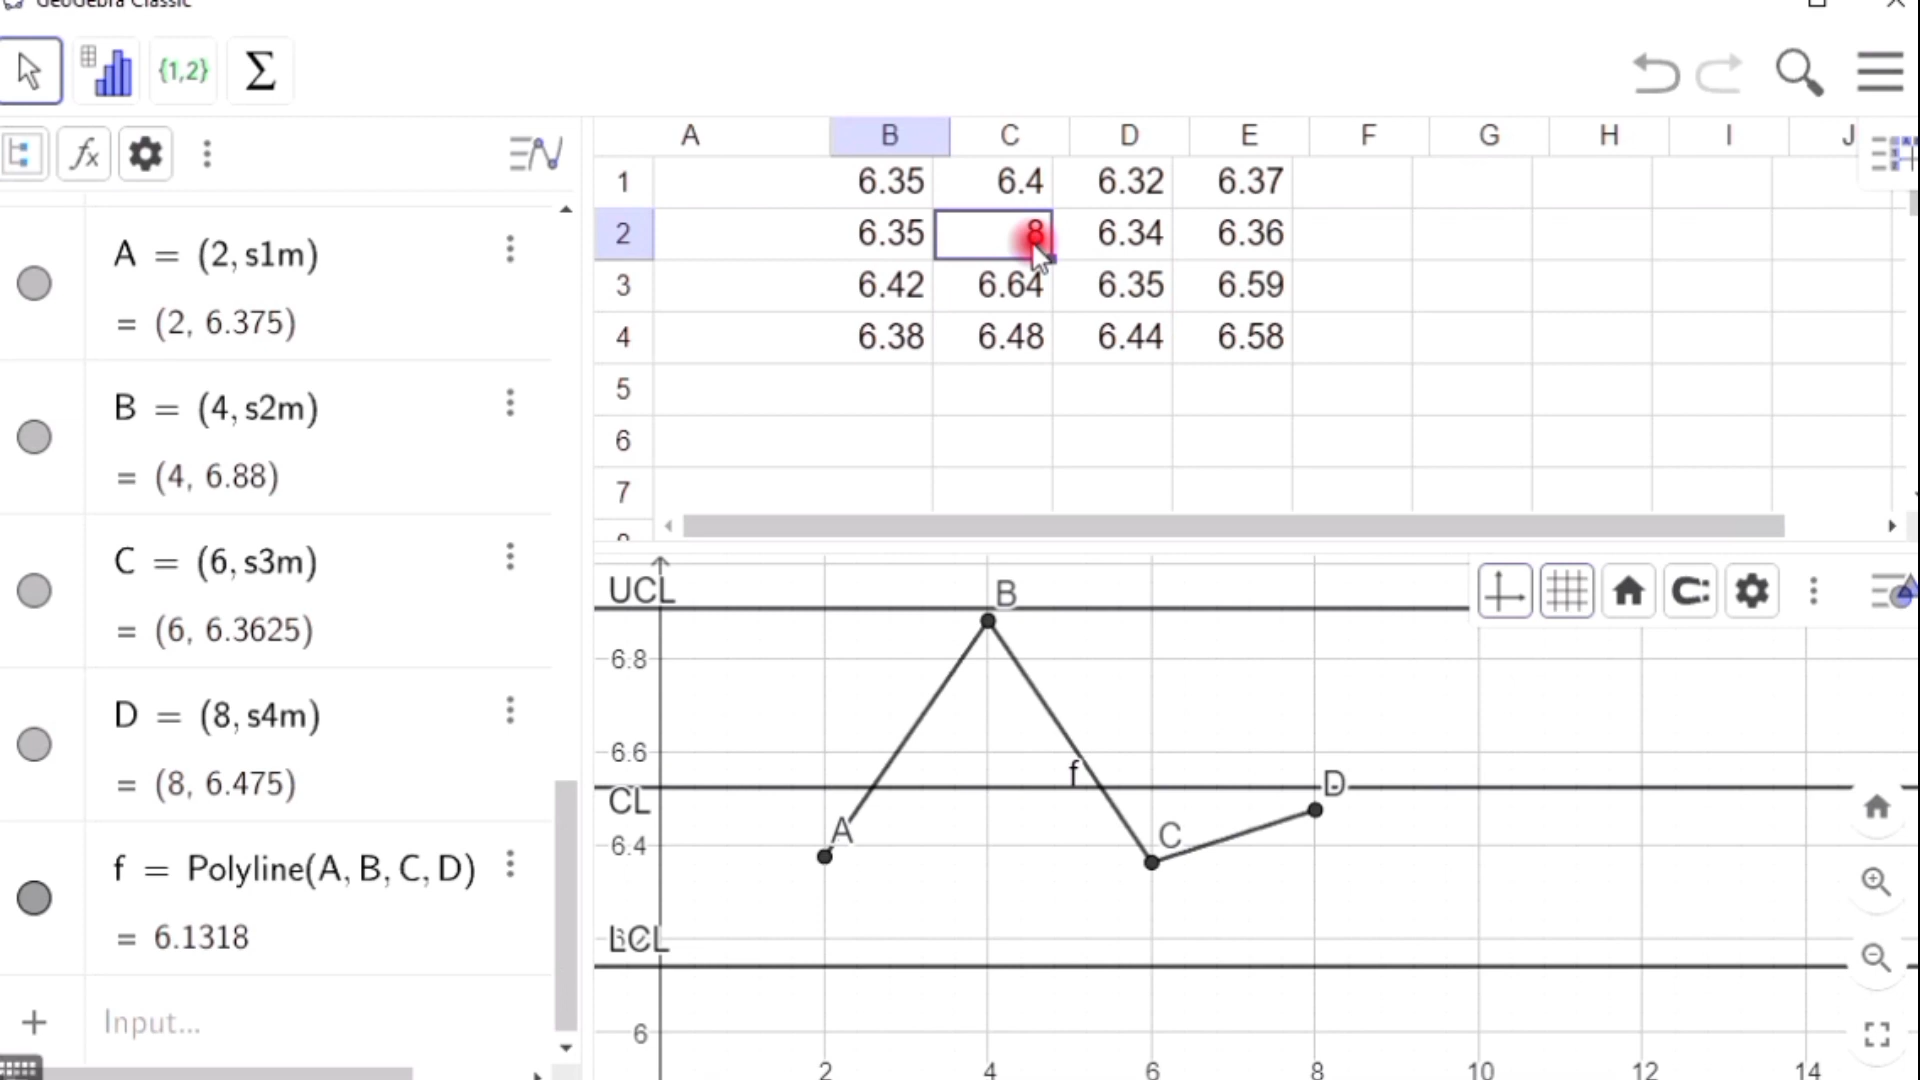 GeoGebra Classic
{1,2} Σ
fx
A = (2, s1m)
= (2, 6.375)
B = (4, s2m)
= (4, 6.88)
C = (6, s3m)
= (6, 6.3625)
D = (8, s4m)
= (8, 6.475)
f = Polyline(A, B, C, D)
= 6.1318
+ Input...
A B C D E F G H I J
1 6.35 6.4 6.32 6.37
2 6.35 8 6.34 6.36
3 6.42 6.64 6.35 6.59
4 6.38 6.48 6.44 6.58
5
6
7
UCL B
6.8
6.6
f
CL D
A C
6.4
LCL
6
2 4 6 8 10 12 14